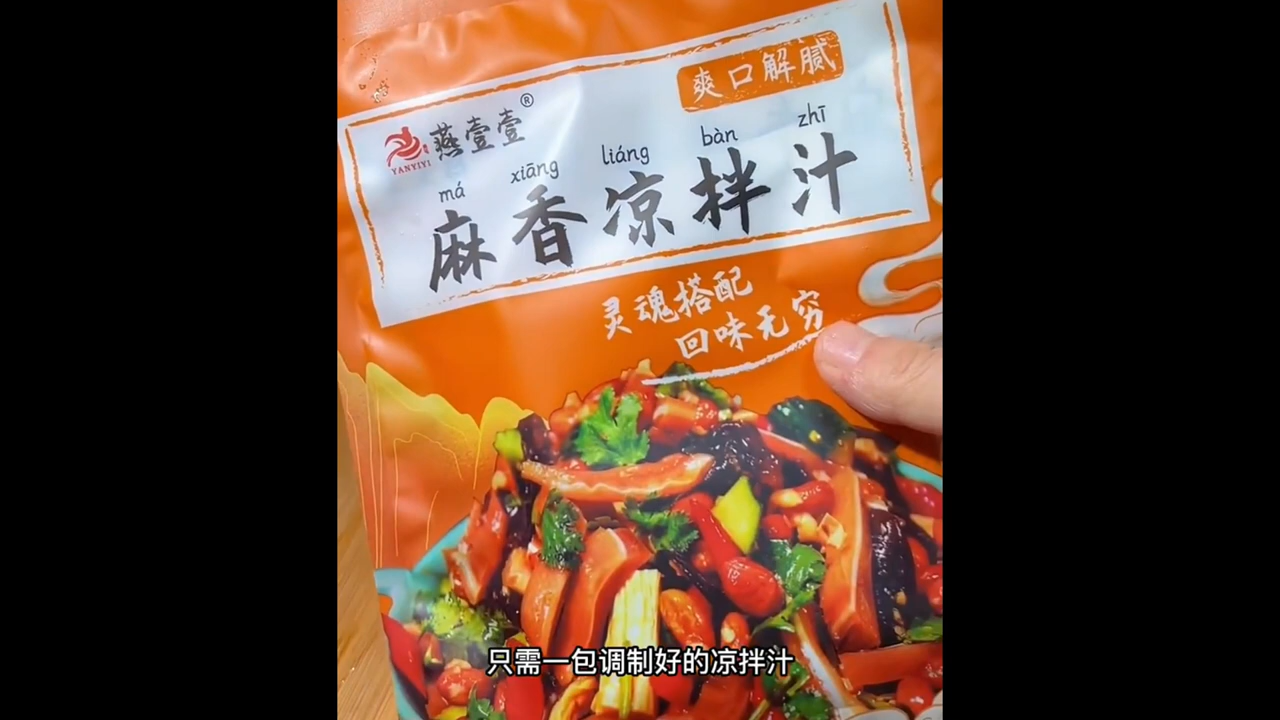 爽口解腻
燕壹壹®
YANYIYI
má xiāng liáng bàn zhī
麻香凉拌汁
灵魂搭配
回味无穷
只需一包调制好的凉拌汁